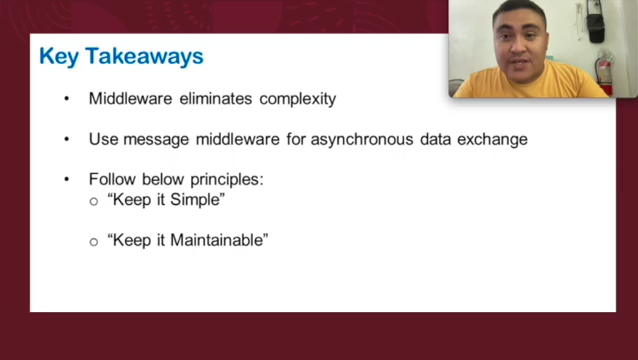 Key Takeaways
• Middleware eliminates complexity
• Use message middleware for asynchronous data exchange
• Follow below principles:
o “Keep it Simple”
o “Keep it Maintainable”